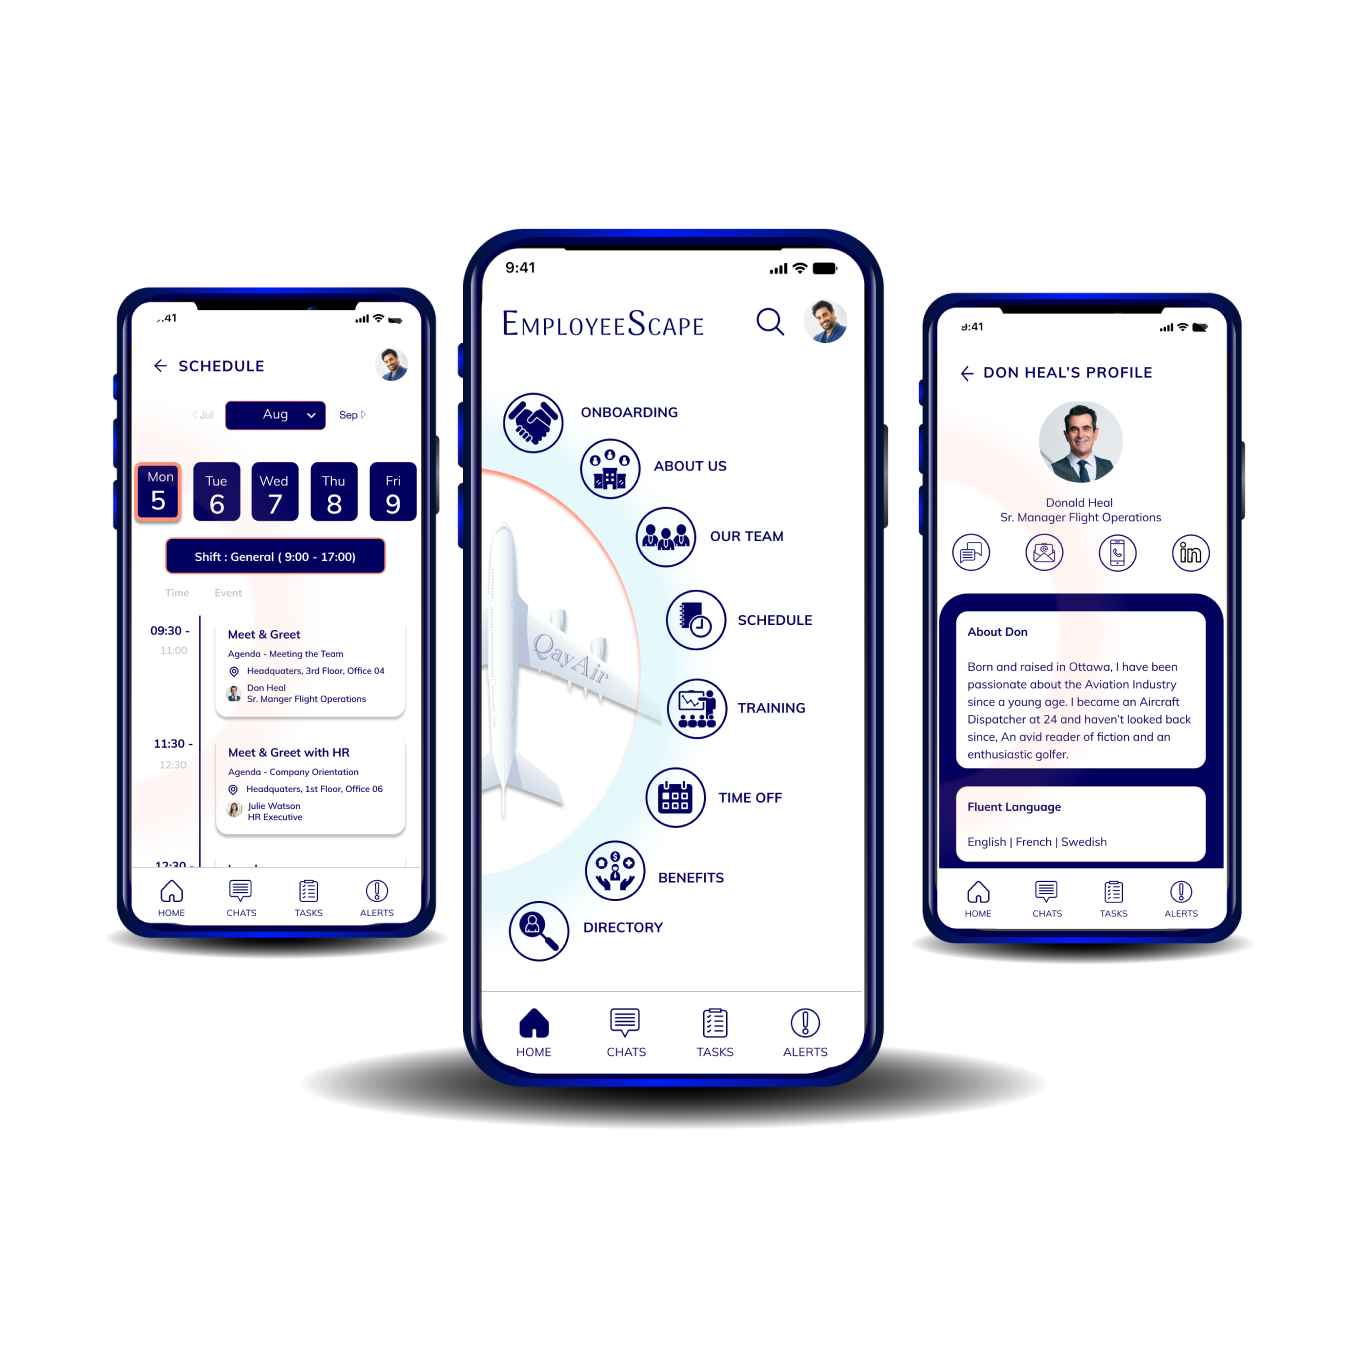 .41
SCHEDULE
Jul
Aug
Sep
Mon
5
Tue
6
Wed
7
Thu
8
Fri
9
Shift : General ( 9:00 - 17:00)
Time
Event
09:30 -
11:00
Meet & Greet
Agenda - Meeting the Team
Headquaters, 3rd Floor, Office 04
Don Heal
Sr. Manger Flight Operations
11:30 -
12:30
Meet & Greet with HR
Agenda - Company Orientation
Headquaters, 1st Floor, Office 06
Julie Watson
HR Executive
12:30 -
HOME
CHATS
TASKS
ALERTS
9:41
EMPLOYEESCAPE
ONBOARDING
ABOUT US
OUR TEAM
SCHEDULE
TRAINING
TIME OFF
BENEFITS
DIRECTORY
QayAir
HOME
CHATS
TASKS
ALERTS
9:41
DON HEAL'S PROFILE
Donald Heal
Sr. Manager Flight Operations
in
About Don
Born and raised in Ottawa, I have been
passionate about the Aviation Industry
since a young age. I became an Aircraft
Dispatcher at 24 and haven't looked back
since, An avid reader of fiction and an
enthusiastic golfer.
Fluent Language
English | French | Swedish
HOME
CHATS
TASKS
ALERTS